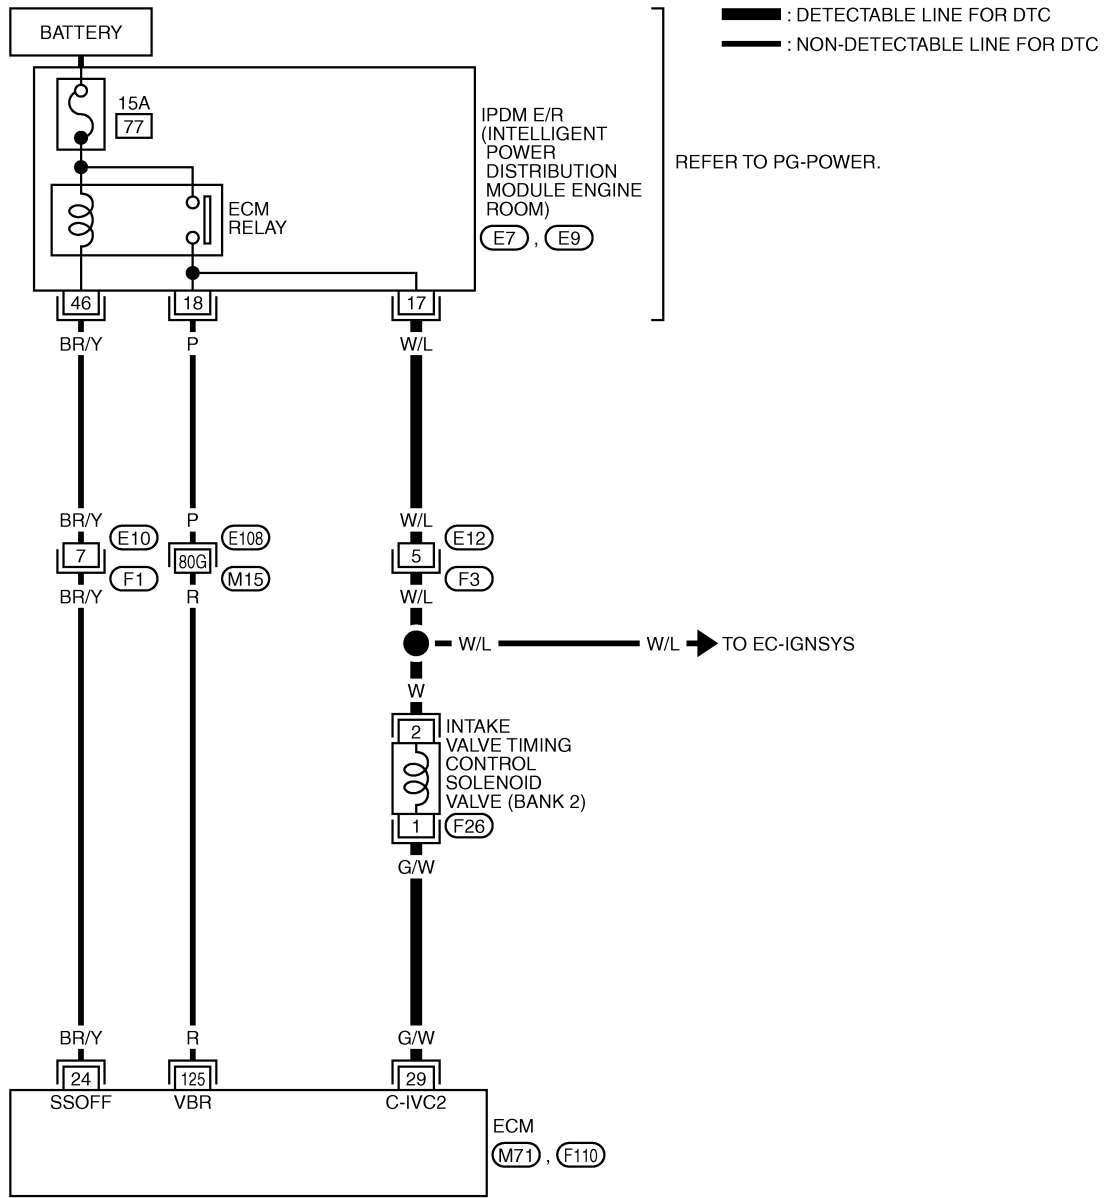 BATTERY
: DETECTABLE LINE FOR DTC
: NON-DETECTABLE LINE FOR DTC
15A
77
IPDM E/R
(INTELLIGENT
POWER
DISTRIBUTION
MODULE ENGINE
ROOM)
E7 , E9
REFER TO PG-POWER.
ECM
RELAY
46 18 17
BR/Y P W/L
BR/Y P W/L
E10 E108 E12
7 80G 5
F1 M15 F3
BR/Y R W/L
W/L W/L TO EC-IGNSYS
W
2
INTAKE
VALVE TIMING
CONTROL
SOLENOID
VALVE (BANK 2)
1 F26
G/W
BR/Y R G/W
24 125 29
SSOFF VBR C-IVC2
ECM
M71 , F110